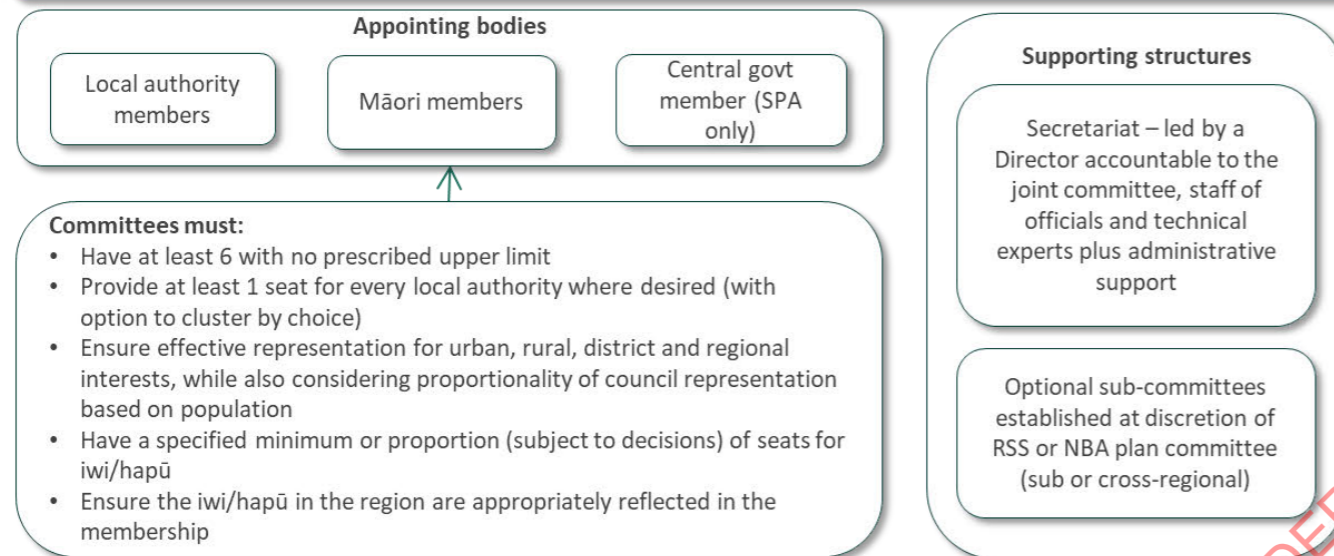 Appointing bodies
Local authority
members
Māori members
Central govt
member (SPA
only)
Committees must:
• Have at least 6 with no prescribed upper limit
• Provide at least 1 seat for every local authority where desired (with
option to cluster by choice)
• Ensure effective representation for urban, rural, district and regional
interests, while also considering proportionality of council representation
based on population
• Have a specified minimum or proportion (subject to decisions) of seats for
iwi/hapū
• Ensure the iwi/hapū in the region are appropriately reflected in the
membership
Supporting structures
Secretariat – led by a
Director accountable to the
joint committee, staff of
officials and technical
experts plus administrative
support
Optional sub-committees
established at discretion of
RSS or NBA plan committee
(sub or cross-regional)